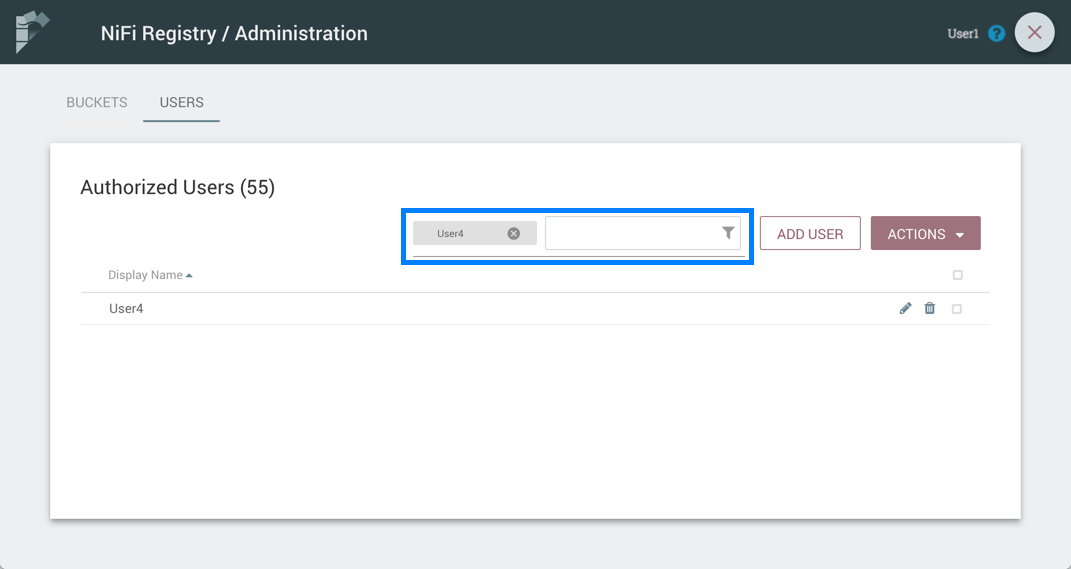 NiFi Registry / Administration
User1 ?
BUCKETS USERS
Authorized Users (55)
User4
ADD USER
ACTIONS
Display Name
User4